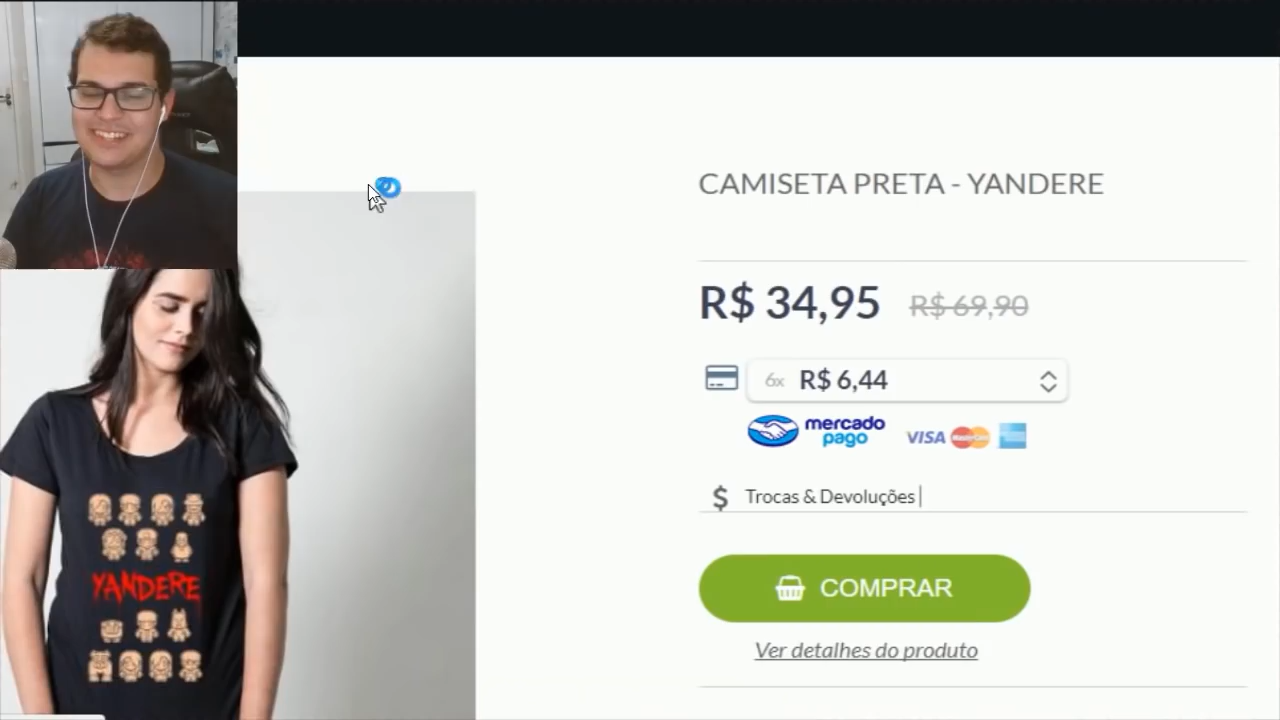 CAMISETA PRETA - YANDERE
R$ 34,95 R$ 69,90
6x R$ 6,44
mercado
pago
VISA MasterCard
$ Trocas & Devoluções
COMPRAR
Ver detalhes do produto
YANDERE